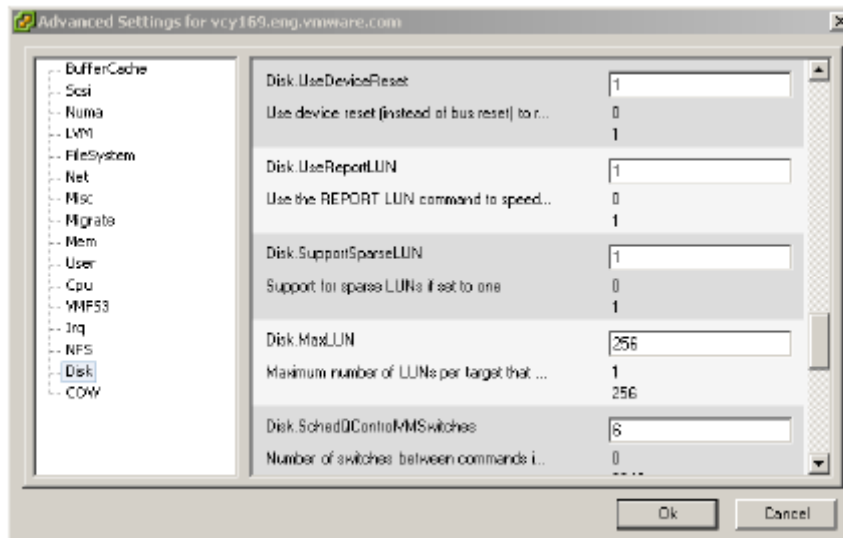 Advanced Settings for vcy169.eng.vmware.com
BufferCache
Scsi
Numa
LVM
FileSystem
Net
Misc
Migrate
Mem
User
Cpu
VMFS3
Irq
NFS
Disk
COW
Disk.UseDeviceReset
1
Use device reset (instead of bus reset) to r...
0
1
Disk.UseReportLUN
1
Use the REPORT LUN command to speed...
0
1
Disk.SupportSparseLUN
1
Support for sparse LUNs if set to one
0
1
Disk.MaxLUN
256
Maximum number of LUNs per target that ...
1
256
Disk.SchedQControlVMSwitches
6
Number of switches between commands i...
0
Ok
Cancel